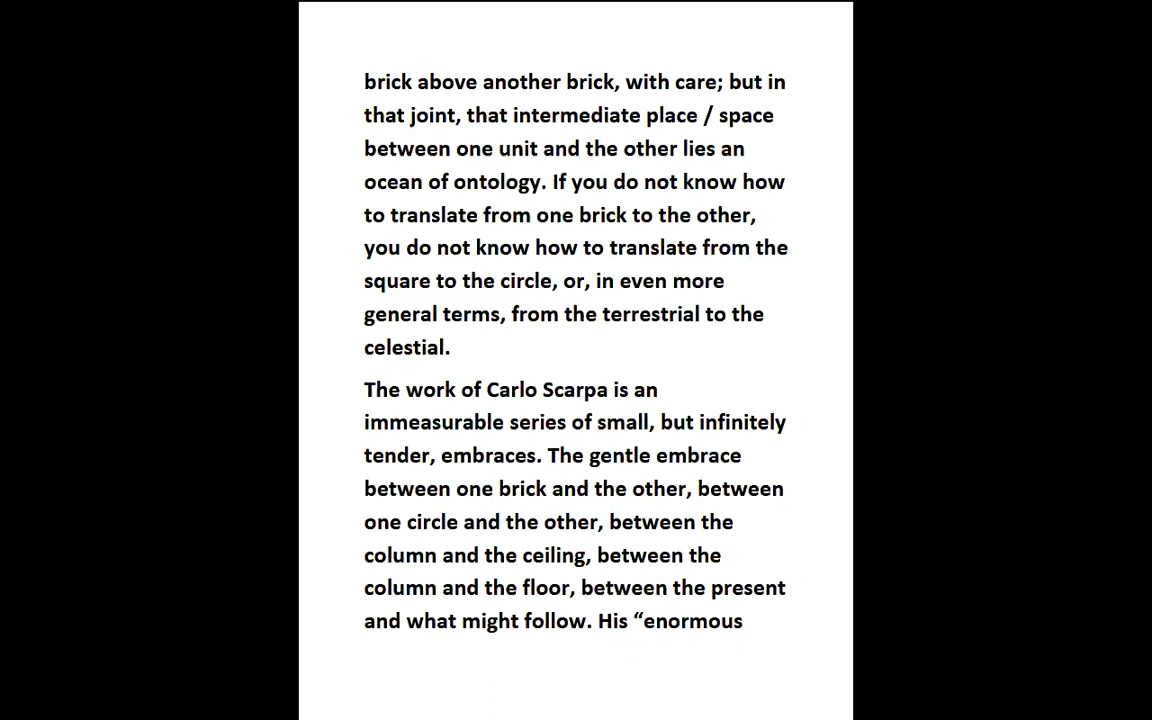 brick above another brick, with care; but in
that joint, that intermediate place / space
between one unit and the other lies an
ocean of ontology. If you do not know how
to translate from one brick to the other,
you do not know how to translate from the
square to the circle, or, in even more
general terms, from the terrestrial to the
celestial.
The work of Carlo Scarpa is an
immeasurable series of small, but infinitely
tender, embraces. The gentle embrace
between one brick and the other, between
one circle and the other, between the
column and the ceiling, between the
column and the floor, between the present
and what might follow. His “enormous